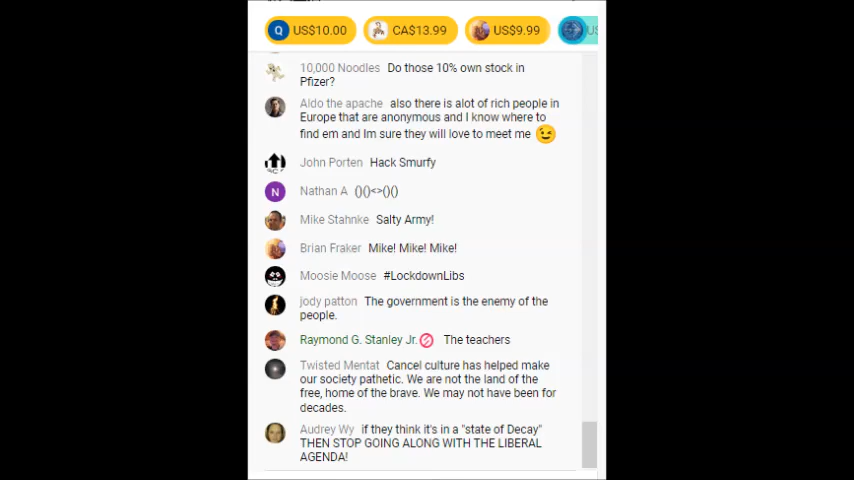 Q US$10.00 CA$13.99 US$9.99
10,000 Noodles Do those 10% own stock in
Pfizer?
Aldo the apache also there is alot of rich people in
Europe that are anonymous and I know where to
find em and Im sure they will love to meet me 😉
John Porten Hack Smurfy
N Nathan A ()()<>()()
Mike Stahnke Salty Army!
Brian Fraker Mike! Mike! Mike!
Moosie Moose #LockdownLibs
jody patton The government is the enemy of the
people.
Raymond G. Stanley Jr. The teachers
Twisted Mentat Cancel culture has helped make
our society pathetic. We are not the land of the
free, home of the brave. We may not have been for
decades.
Audrey Wy if they think it's in a "state of Decay"
THEN STOP GOING ALONG WITH THE LIBERAL
AGENDA!